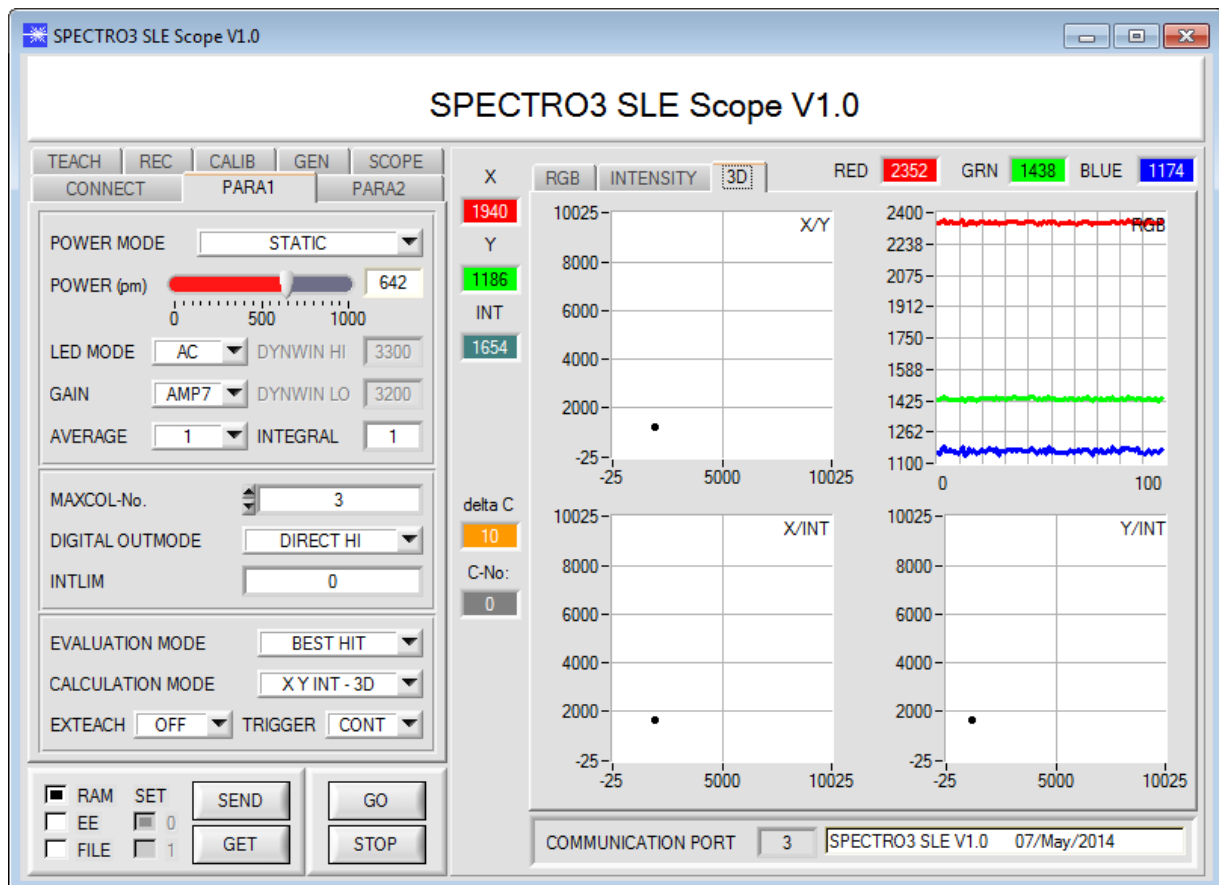 SPECTRO3 SLE Scope V1.0
SPECTRO3 SLE Scope V1.0
TEACH REC CALIB GEN SCOPE
CONNECT PARA1 PARA2
POWER MODE STATIC
POWER (pm) 642
0 500 1000
LED MODE AC DYNWIN HI 3300
GAIN AMP7 DYNWIN LO 3200
AVERAGE 1 INTEGRAL 1
MAXCOL-No. 3
DIGITAL OUTMODE DIRECT HI
INTLIM 0
EVALUATION MODE BEST HIT
CALCULATION MODE X Y INT - 3D
EXTEACH OFF TRIGGER CONT
RAM SET
EE 0
FILE 1
SEND
GET
GO
STOP
X
1940
Y
1186
INT
1654
delta C
10
C-No:
0
RGB INTENSITY 3D
RED 2352 GRN 1438 BLUE 1174
X/Y
10025
8000
6000
4000
2000
-25
-25 5000 10025
RGB
2400
2238
2075
1912
1750
1588
1425
1262
1100
0 100
X/INT
10025
8000
6000
4000
2000
-25
-25 5000 10025
Y/INT
10025
8000
6000
4000
2000
-25
-25 5000 10025
COMMUNICATION PORT 3 SPECTRO3 SLE V1.0 07/May/2014